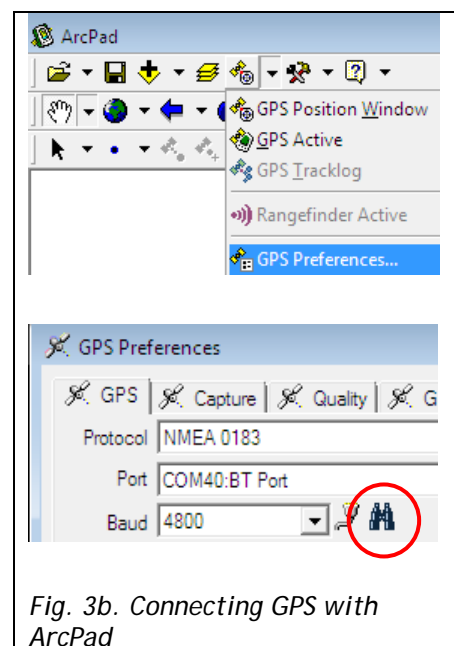 ArcPad
GPS Position Window
GPS Active
GPS Tracklog
Rangefinder Active
GPS Preferences...
GPS Preferences
GPS Capture Quality G
Protocol NMEA 0183
Port COM40:BT Port
Baud 4800
Fig. 3b. Connecting GPS with
ArcPad